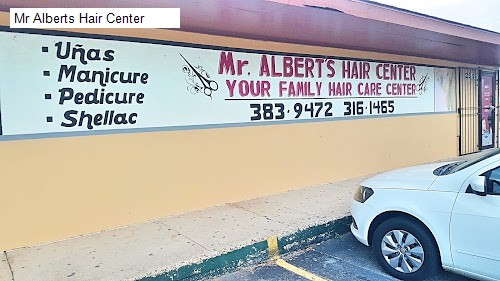 Mr Alberts Hair Center
· Uñas
· Manicure
· Pedicure
· Shellac
Mr. ALBERTS HAIR CENTER
YOUR FAMILY HAIR CARE CENTER
383·9472 316·1465